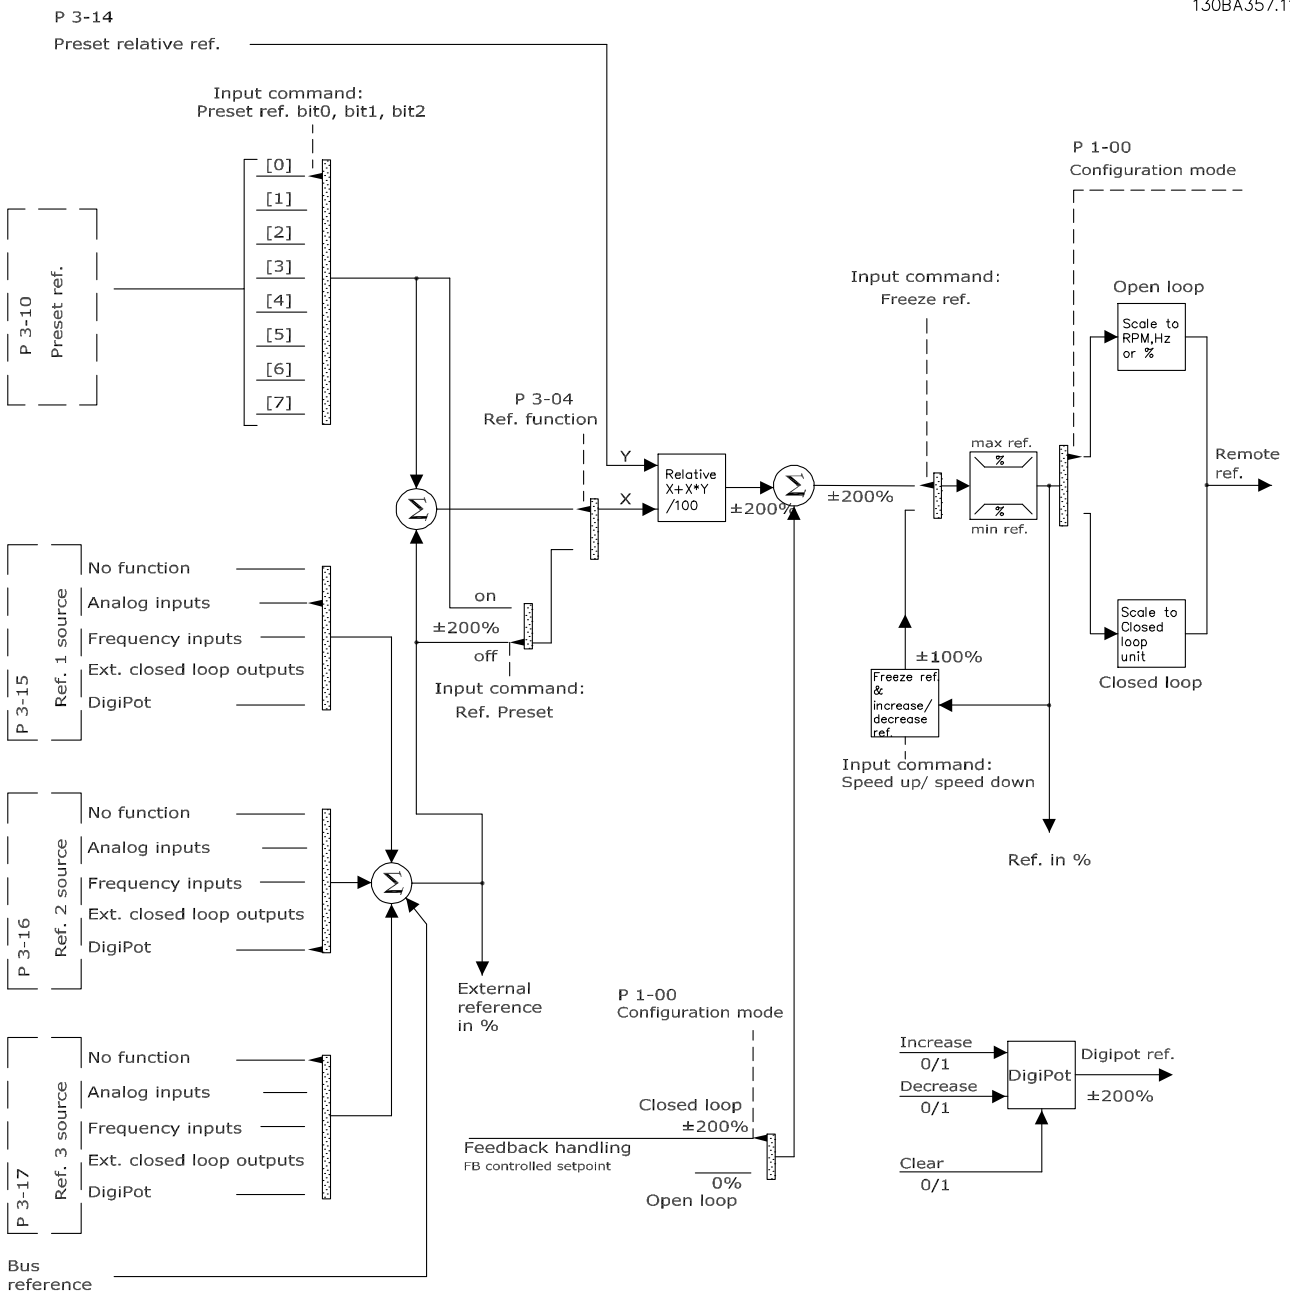 130BA357.1
P 3-14
Preset relative ref.
Input command:
Preset ref. bit0, bit1, bit2
[0]
[1]
[2]
[3]
[4]
[5]
[6]
[7]
P 3-10
Preset ref.
P 1-00
Configuration mode
Input command:
Freeze ref.
Open loop
Scale to
RPM,Hz
or %
P 3-04
Ref. function
Y
X
Relative
X+X*Y
/100
±200%
Σ
±200%
max ref.
%
%
min ref.
Remote
ref.
Σ
on
±200%
off
Input command:
Ref. Preset
P 3-15
Ref. 1 source
No function
Analog inputs
Frequency inputs
Ext. closed loop outputs
DigiPot
±100%
Freeze ref.
&
increase/
decrease
ref.
Input command:
Speed up/ speed down
Scale to
Closed
loop
unit
Closed loop
Ref. in %
P 3-16
Ref. 2 source
No function
Analog inputs
Frequency inputs
Ext. closed loop outputs
DigiPot
Σ
External
reference
in %
P 3-17
Ref. 3 source
No function
Analog inputs
Frequency inputs
Ext. closed loop outputs
DigiPot
P 1-00
Configuration mode
Closed loop
±200%
Feedback handling
FB controlled setpoint
0%
Open loop
Increase
0/1
Decrease
0/1
Clear
0/1
DigiPot
Digipot ref.
±200%
Bus
reference